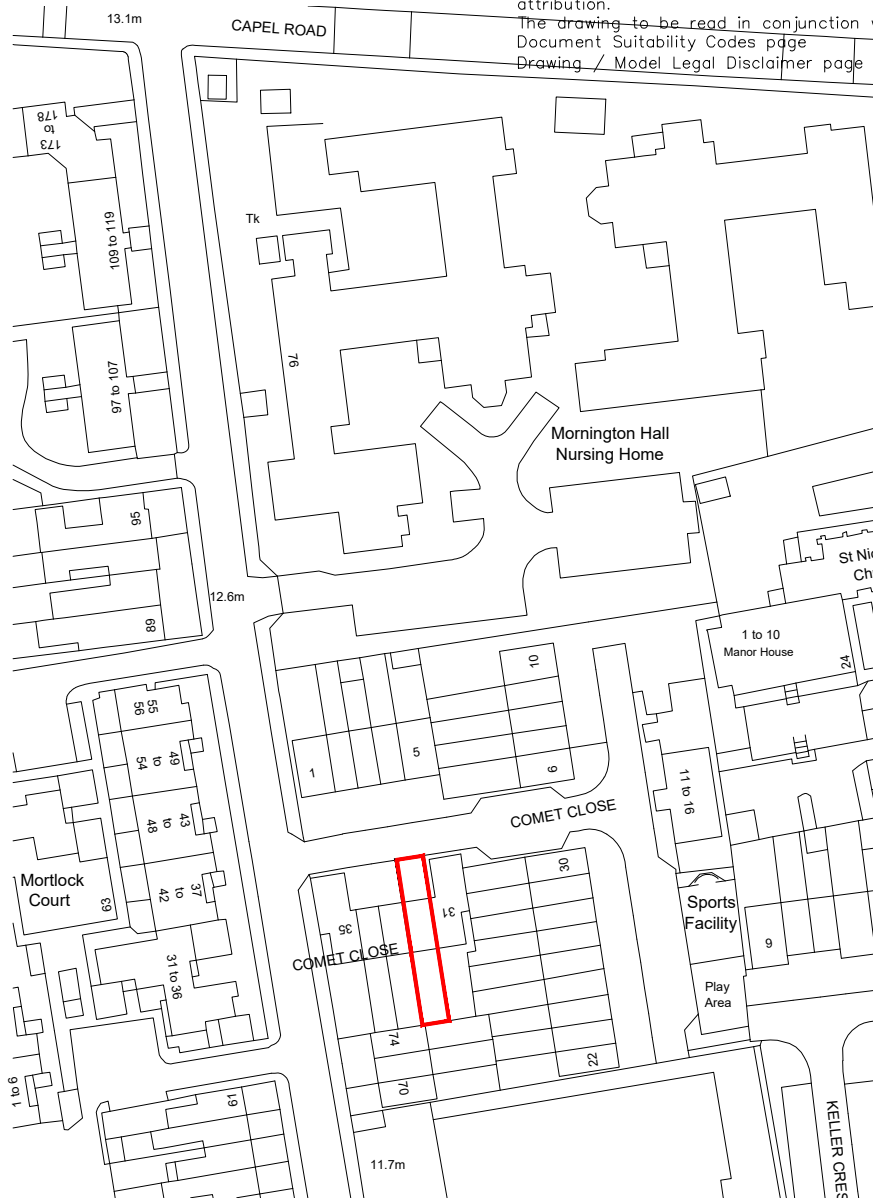 attribution.
The drawing to be read in conjunction
Document Suitability Codes page
Drawing / Model Legal Disclaimer page
13.1m
CAPEL ROAD
173
to
178
109 to 119
Tk
76
97 to 107
Mornington Hall
Nursing Home
95
12.6m
89
St
1 to 10
Manor House
24
10
1
5
6
55
56
49
to
54
43
to
48
37
to
42
11 to 16
COMET CLOSE
Mortlock
Court
63
30
31
35
COMET CLOSE
Sports
Facility
9
31 to 36
Play
Area
74
22
70
1 to 6
61
11.7m
KELLER